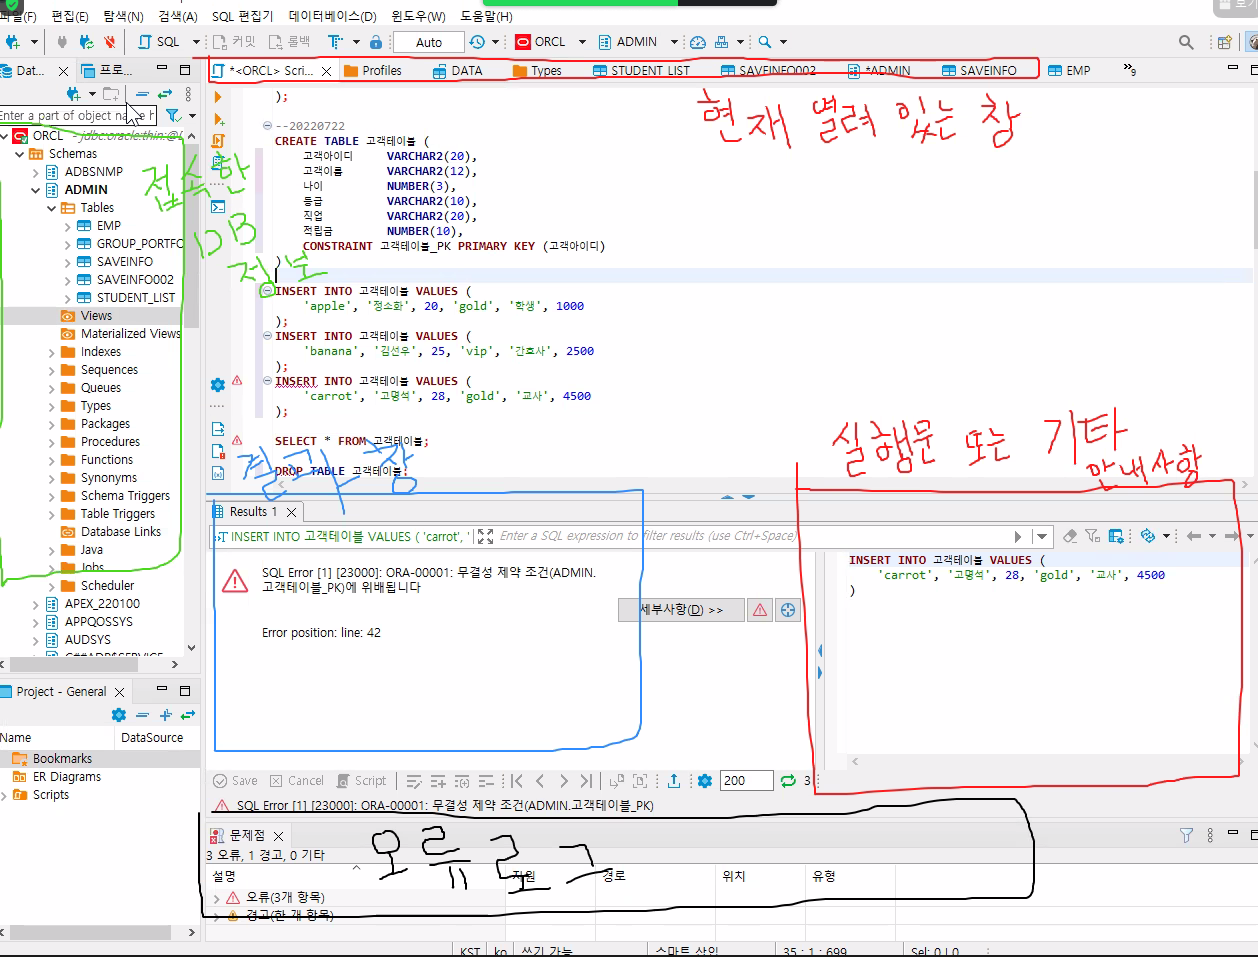 파일(F) 편집(E) 탐색(N) 검색(A) SQL 편집기 데이터베이스(D) 윈도우(W) 도움말(H)
SQL 커밋 롤백 Auto ORCL ADMIN
Dat... 프로... *<ORCL> Scri... Profiles DATA Types STUDENT_LIST SAVEINFO002 *ADMIN SAVEINFO EMP »9
현재 열려 있는 창
Enter a part of object name h
ORCL - jdbc:oracle:thin:@(
Schemas
ADBSNMP
ADMIN
Tables
EMP
GROUP_PORTFO
SAVEINFO
SAVEINFO002
STUDENT_LIST
Views
Materialized Views
Indexes
Sequences
Queues
Types
Packages
Procedures
Functions
Synonyms
Schema Triggers
Table Triggers
Database Links
Java
Jobs
Scheduler
APEX_220100
APPQOSSYS
AUDSYS
접속한
DB
정보
);
--20220722
CREATE TABLE 고객테이블 (
고객아이디 VARCHAR2(20),
고객이름 VARCHAR2(12),
나이 NUMBER(3),
등급 VARCHAR2(10),
직업 VARCHAR2(20),
적립금 NUMBER(10),
CONSTRAINT 고객테이블_PK PRIMARY KEY (고객아이디)
)
INSERT INTO 고객테이블 VALUES (
'apple', '정소화', 20, 'gold', '학생', 1000
);
INSERT INTO 고객테이블 VALUES (
'banana', '김선우', 25, 'vip', '간호사', 2500
);
INSERT INTO 고객테이블 VALUES (
'carrot', '고명석', 28, 'gold', '교사', 4500
);
SELECT * FROM 고객테이블;
DROP TABLE 고객테이블;
결과 창
실행문 또는 기타
안내사항
Results 1
INSERT INTO 고객테이블 VALUES ( 'carrot', ' Enter a SQL expression to filter results (use Ctrl+Space)
SQL Error [1] [23000]: ORA-00001: 무결성 제약 조건(ADMIN.
고객테이블_PK)에 위배됩니다
세부사항(D) >>
Error position: line: 42
INSERT INTO 고객테이블 VALUES (
'carrot', '고명석', 28, 'gold', '교사', 4500
)
Project - General
Name DataSource
Bookmarks
ER Diagrams
Scripts
Save Cancel Script 200 3
SQL Error [1] [23000]: ORA-00001: 무결성 제약 조건(ADMIN.고객테이블_PK)
문제점
3 오류, 1 경고, 0 기타
오류 로그
설명 자원 경로 위치 유형
오류(3개 항목)
경고(한 개 항목)
KST ko 쓰기 가능 스마트 삽입 35 : 1 : 699 Sel: 0 | 0